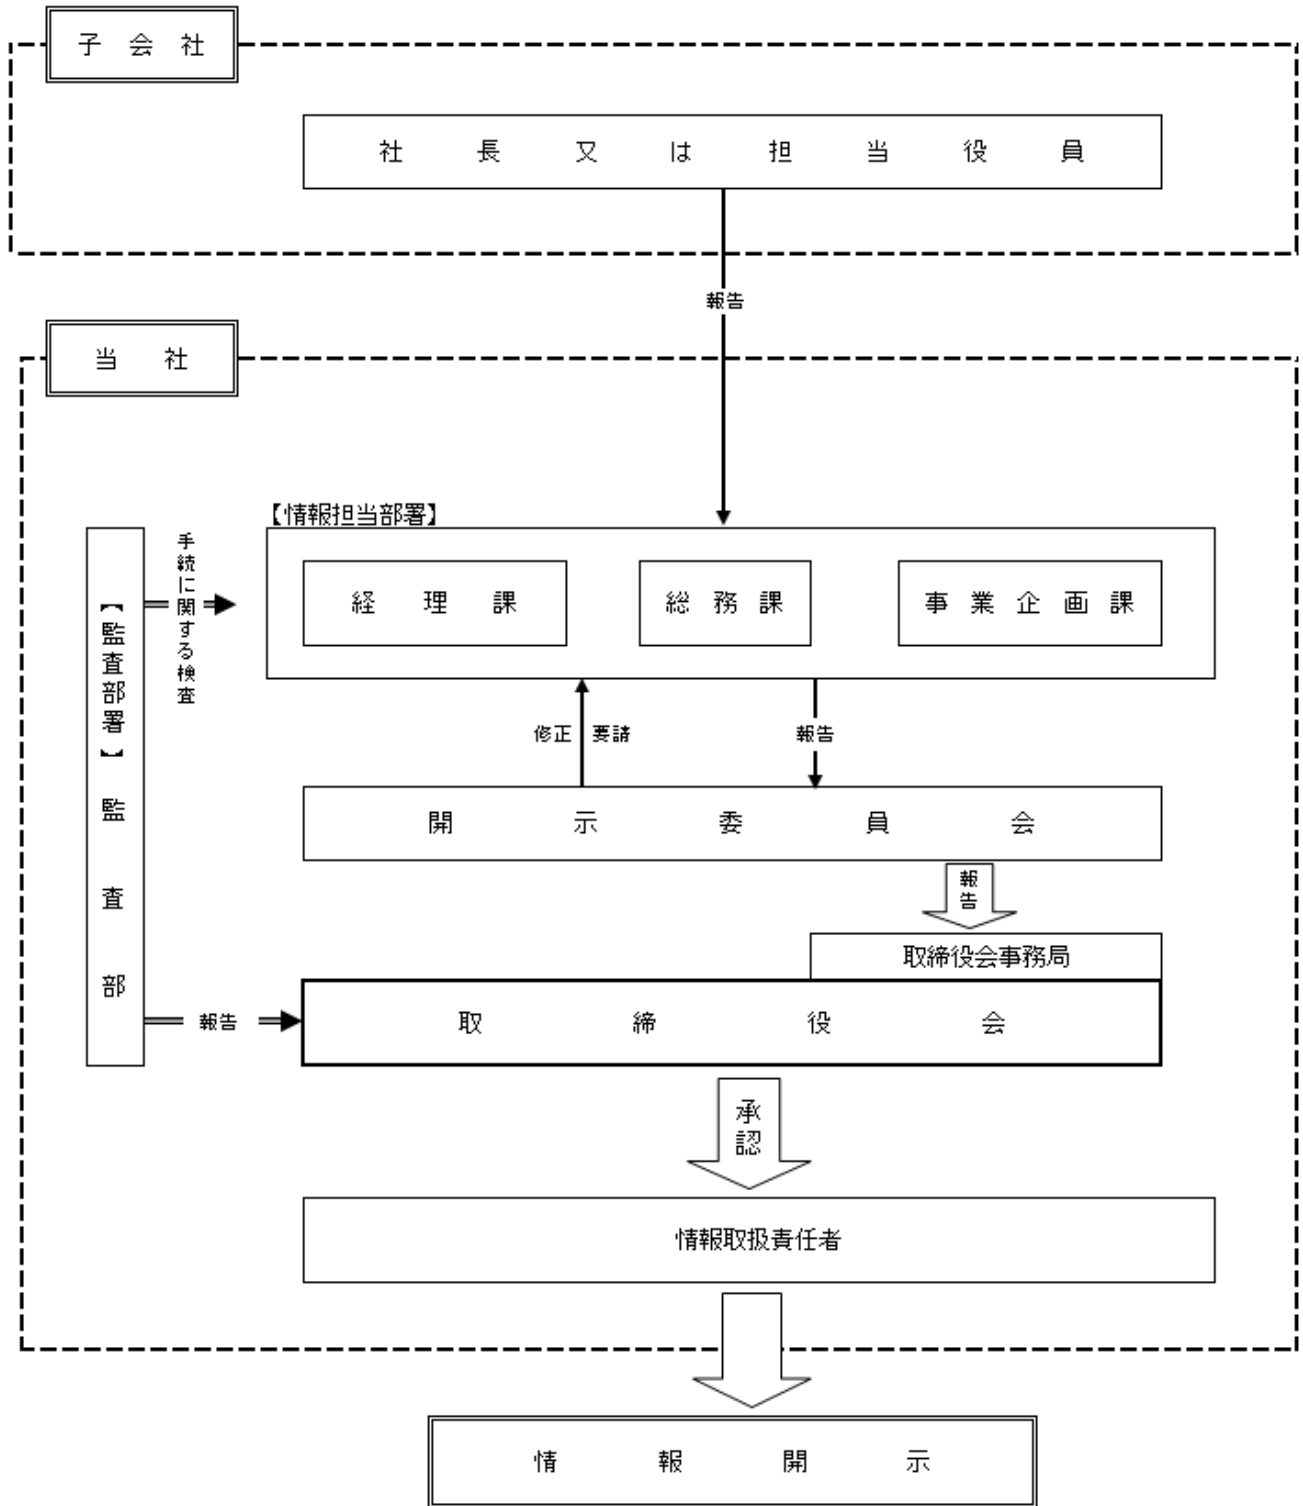 子会社
社長又は担当役員
報告
当社
【情報担当部署】
手続に関する検査
【監査部署】監査部
経理課
総務課
事業企画課
修正
要請
報告
開示委員会
報告
取締役会事務局
報告
取締役会
承認
情報取扱責任者
情報開示